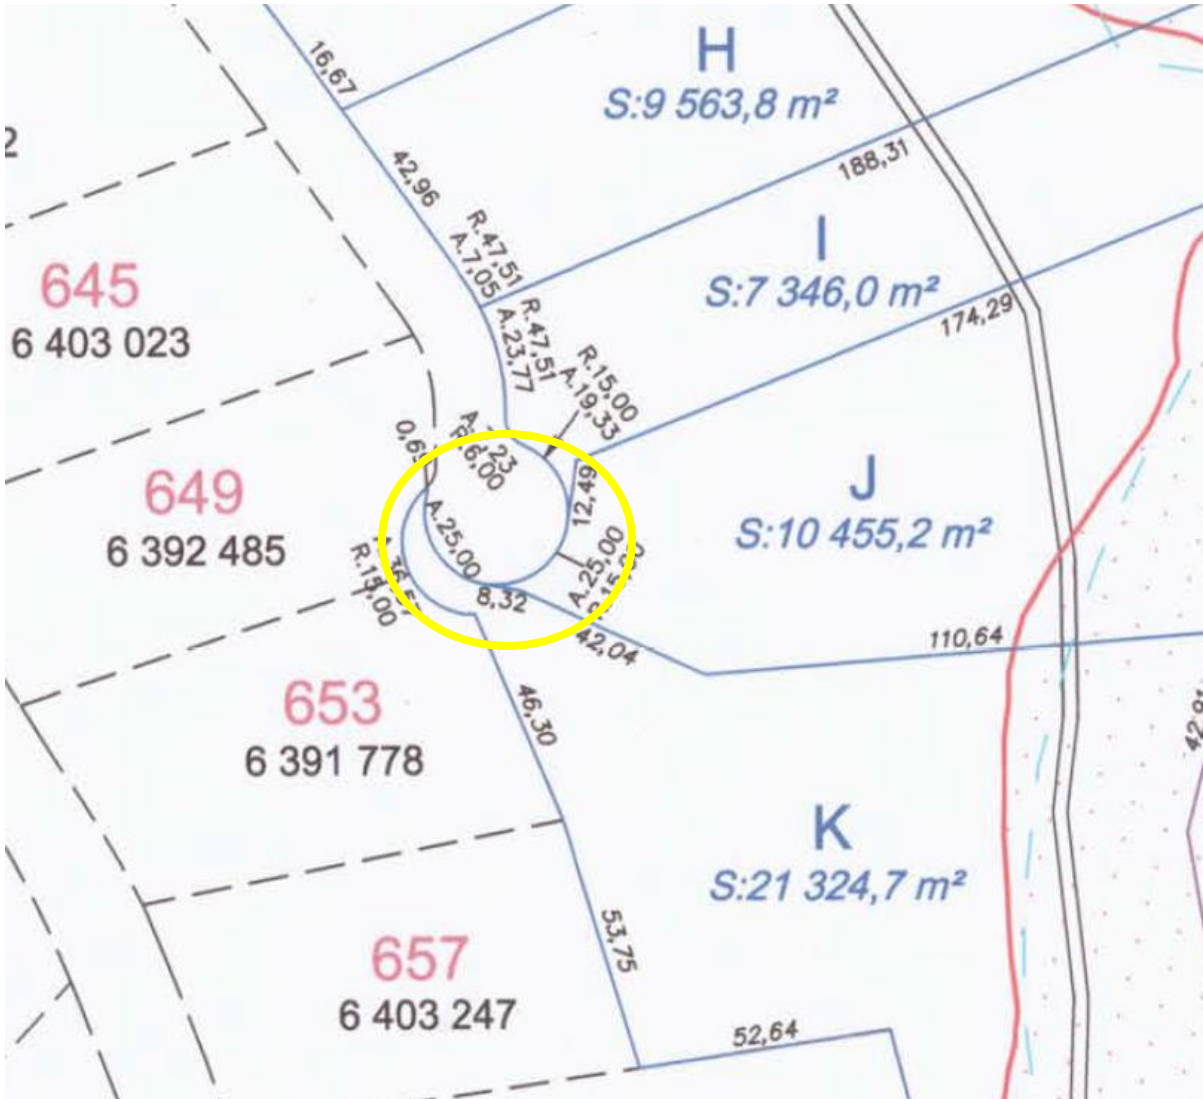 H
S:9 563,8 m²
16,67
2
42,96
188,31
R.47,51
A.7,05
I
S:7 346,0 m²
645
6 403 023
R.47,51
A.23,77
174,29
R.15,00
A.19,33
R.6,00
J
S:10 455,2 m²
649
6 392 485
12,49
A.25,00
A.25,00
R.15,00
8,32
42,04
110,64
653
6 391 778
46,30
K
S:21 324,7 m²
53,75
657
6 403 247
52,64